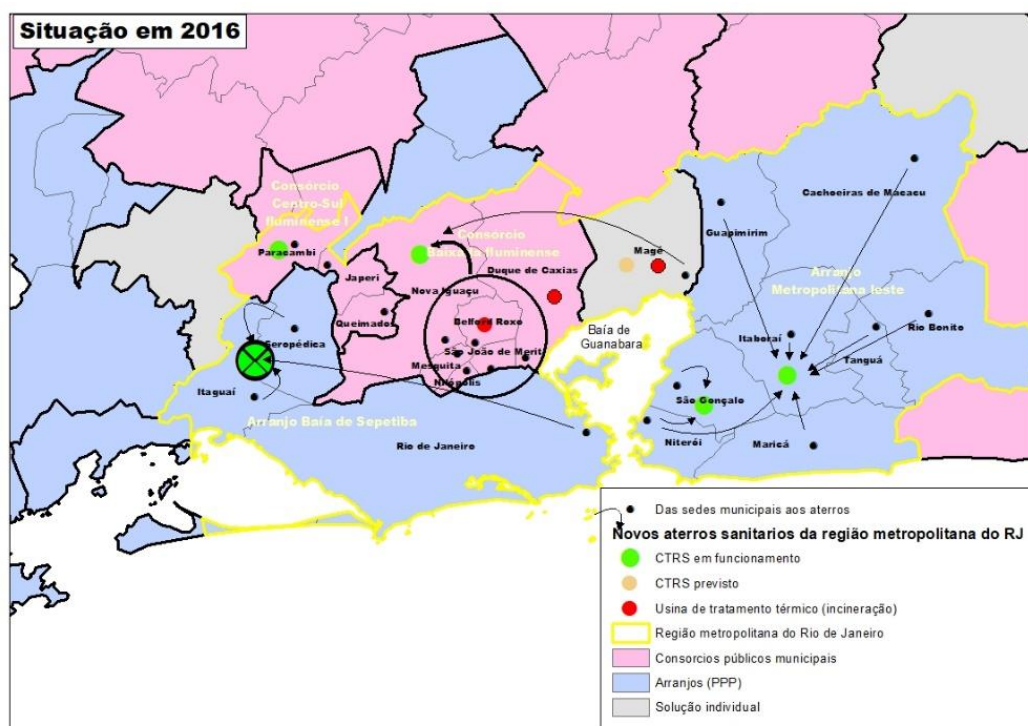 Situação em 2016
Consórcio
Centro-Sul
fluminense I
Paracambi
Japeri
Queimados
Seropédica
Itaguaí
Arranjo Baía de Sepetiba
Rio de Janeiro
Consórcio
Baixada fluminense
Nova Iguaçu
Duque de Caxias
Belford Roxo
São João de Merit
Mesquita
Nilópolis
Magé
Baía de
Guanabara
Guapimirim
Cachoeiras de Macacu
Arranjo
Metropolitana leste
Itaboraí
Tanguá
Rio Bonito
São Gonçalo
Niterói
Maricá
Das sedes municipais aos aterros
Novos aterros sanitarios da região metropolitana do RJ
CTRS em funcionamento
CTRS previsto
Usina de tratamento térmico (incineração)
Região metropolitana do Rio de Janeiro
Consorcios públicos municipais
Arranjos (PPP)
Solução individual